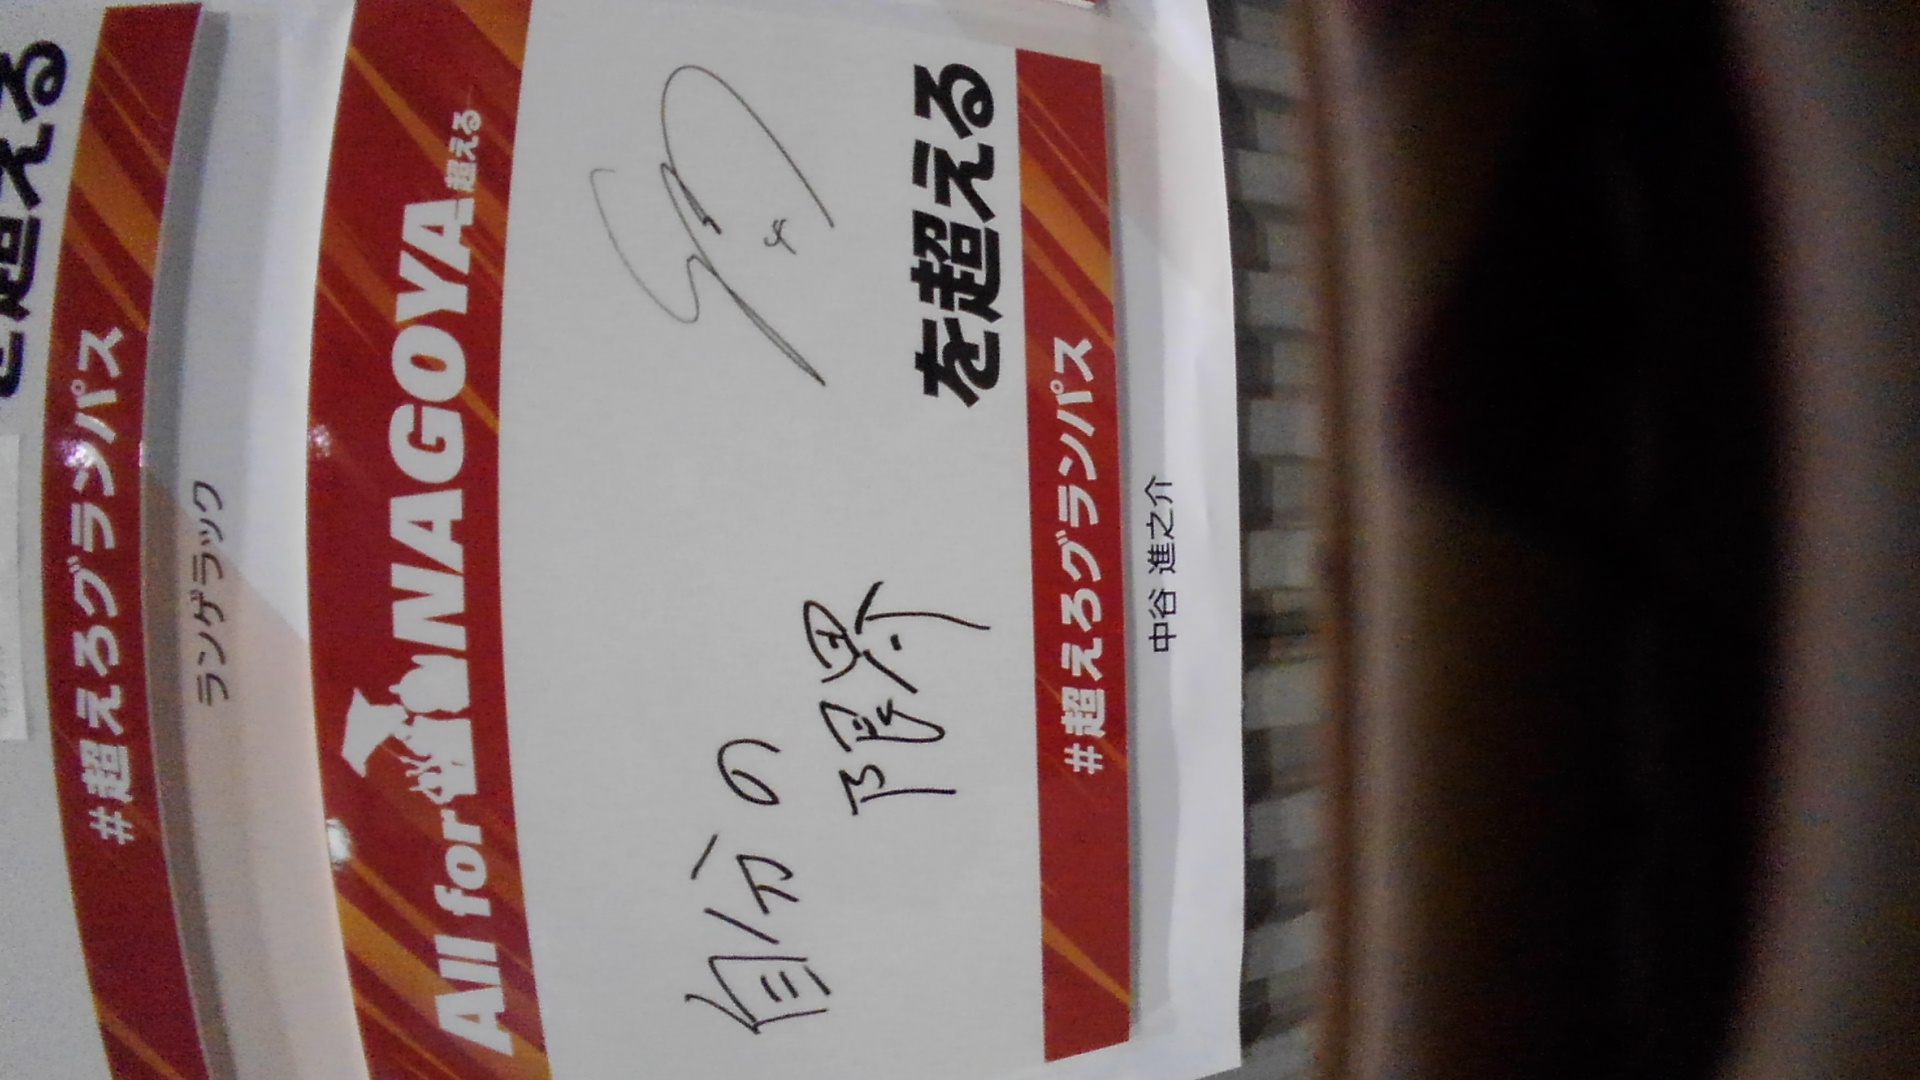 を超える
#超えろグランパス
ランゲラック
All for NAGOYA 超える
自分の
限界
を超える
#超えろグランパス
中谷 進之介